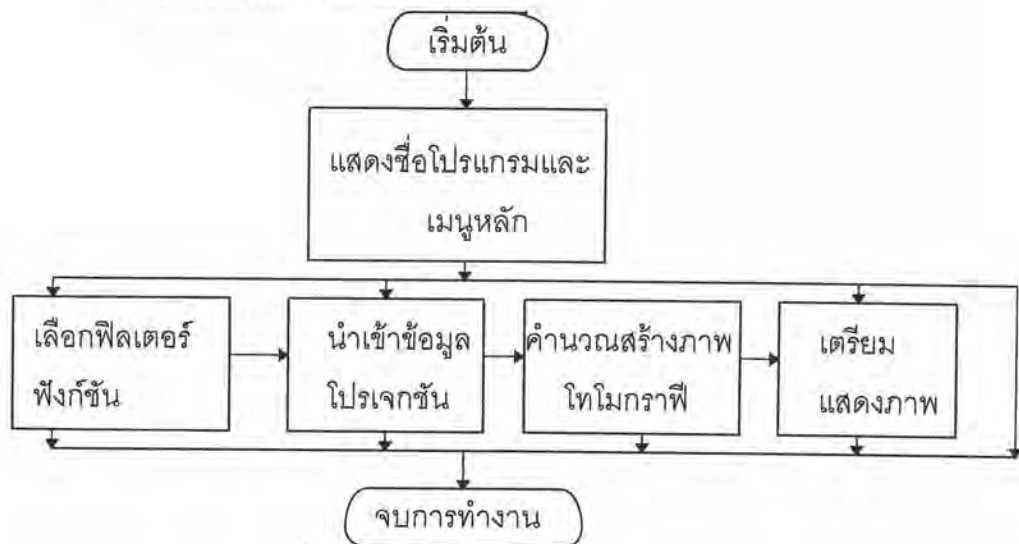 เริ่มต้น
แสดงชื่อโปรแกรมและ
เมนูหลัก
เลือกฟิลเตอร์
ฟังก์ชัน
นำเข้าข้อมูล
โปรเจกชัน
คำนวณสร้างภาพ
โทโมกราฟี
เตรียม
แสดงภาพ
จบการทำงาน